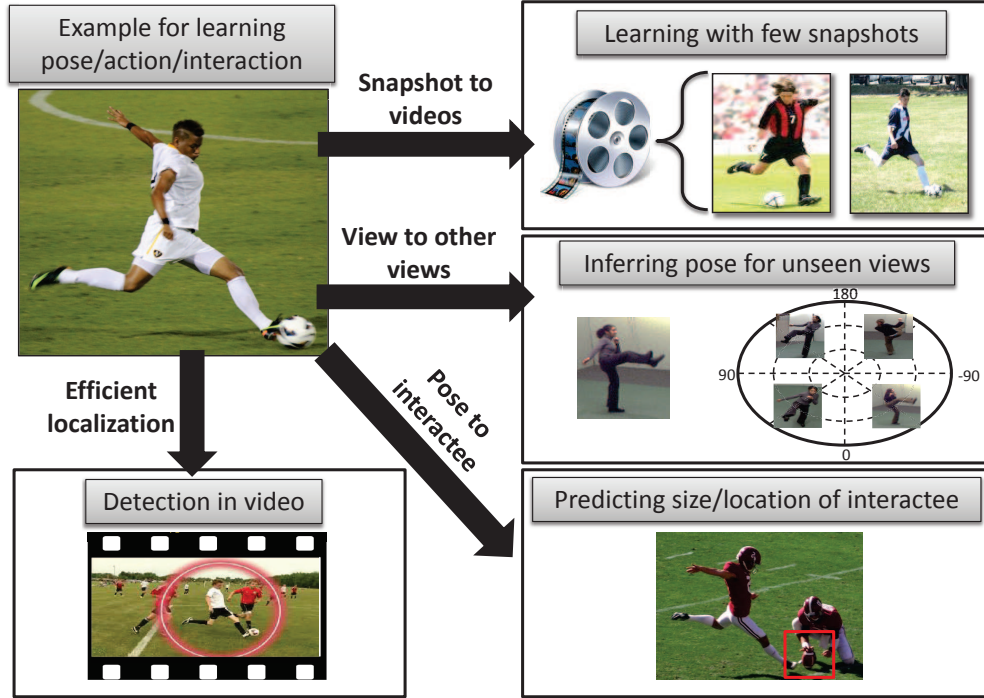 Example for learning
pose/action/interaction
Snapshot to
videos
Learning with few snapshots
7
View to other
views
Inferring pose for unseen views
180
90
-90
0
Efficient
localization
Pose to
interactee
Detection in video
Predicting size/location of interactee